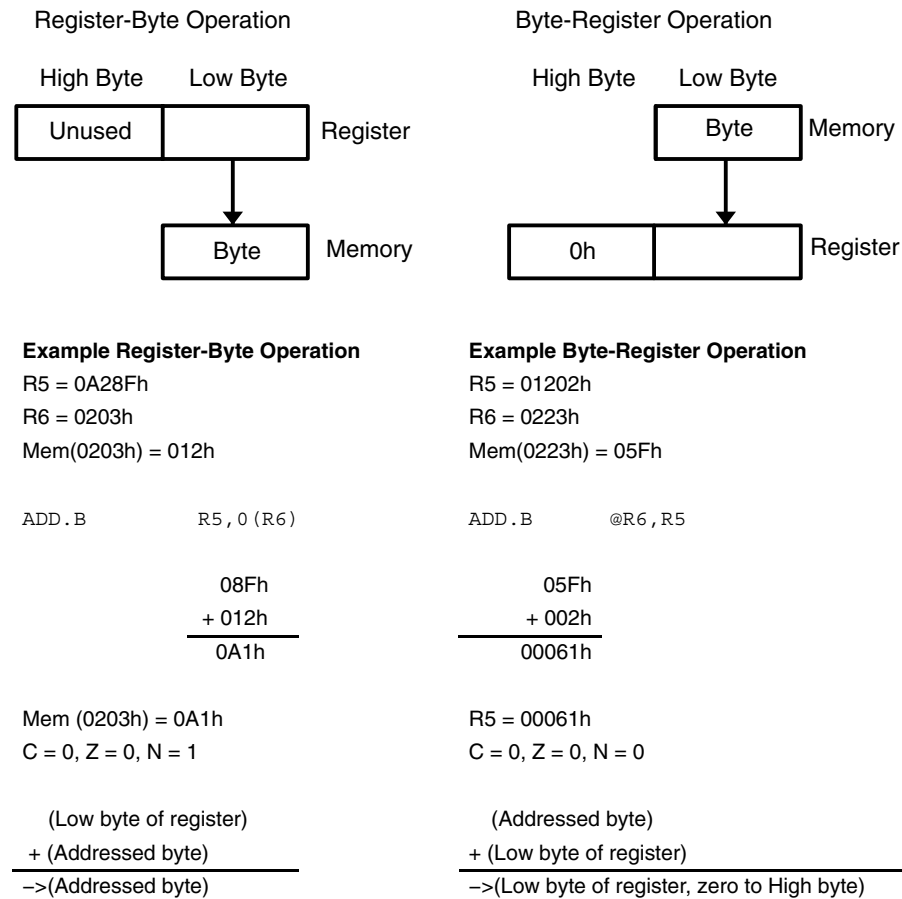 Register-Byte Operation
High Byte Low Byte
Unused Register
Byte Memory
Example Register-Byte Operation
R5 = 0A28Fh
R6 = 0203h
Mem(0203h) = 012h
ADD.B R5,0(R6)
08Fh
+ 012h
0A1h
Mem (0203h) = 0A1h
C = 0, Z = 0, N = 1
(Low byte of register)
+ (Addressed byte)
−>(Addressed byte)
Byte-Register Operation
High Byte Low Byte
Byte Memory
0h Register
Example Byte-Register Operation
R5 = 01202h
R6 = 0223h
Mem(0223h) = 05Fh
ADD.B @R6,R5
05Fh
+ 002h
00061h
R5 = 00061h
C = 0, Z = 0, N = 0
(Addressed byte)
+ (Low byte of register)
−>(Low byte of register, zero to High byte)